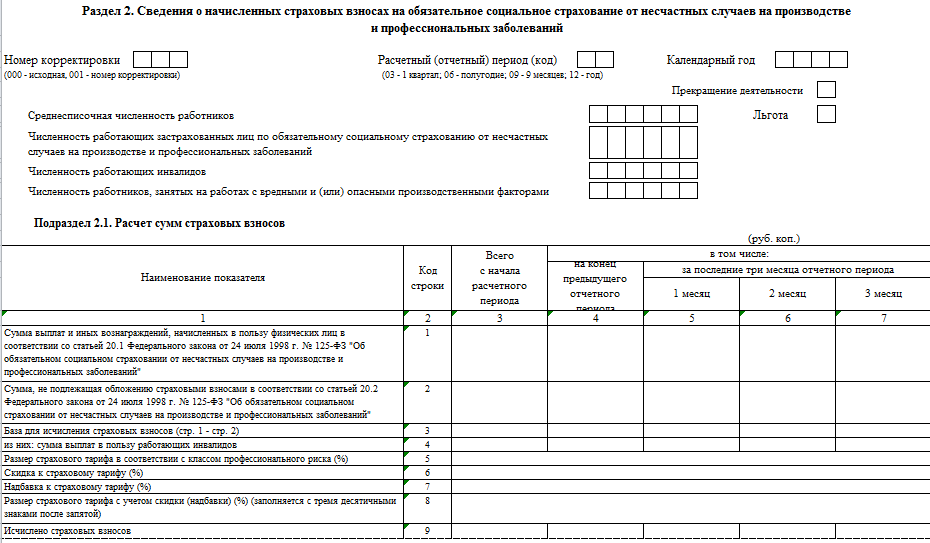 Раздел 2. Сведения о начисленных страховых взносах на обязательное социальное страхование от несчастных случаев на производстве
и профессиональных заболеваний
Номер корректировки
Расчетный (отчетный) период (код)
Календарный год
(000 - исходная, 001 - номер корректировки)
(03 - 1 квартал; 06 - полугодие; 09 - 9 месяцев; 12 - год)
Прекращение деятельности
Среднесписочная численность работников
Льгота
Численность работающих застрахованных лиц по обязательному социальному страхованию от несчастных
случаев на производстве и профессиональных заболеваний
Численность работающих инвалидов
Численность работников, занятых на работах с вредными и (или) опасными производственными факторами
Подраздел 2.1. Расчет сумм страховых взносов
(руб. коп.)
Наименование показателя
Код
строки
Всего
с начала
расчетного
периода
в том числе:
на конец
предыдущего
отчетного
периода
за последние три месяца отчетного периода
1 месяц
2 месяц
3 месяц
1
2
3
4
5
6
7
Сумма выплат и иных вознаграждений, начисленных в пользу физических лиц в
соответствии со статьей 20.1 Федерального закона от 24 июля 1998 г. № 125-ФЗ "Об
обязательном социальном страховании от несчастных случаев на производстве и
профессиональных заболеваний"
1
Сумма, не подлежащая обложению страховыми взносами в соответствии со статьей 20.2
Федерального закона от 24 июля 1998 г. № 125-ФЗ "Об обязательном социальном
страховании от несчастных случаев на производстве и профессиональных заболеваний"
2
База для исчисления страховых взносов (стр. 1 - стр. 2)
3
из них: сумма выплат в пользу работающих инвалидов
4
Размер страхового тарифа в соответствии с классом профессионального риска (%)
5
Скидка к страховому тарифу (%)
6
Надбавка к страховому тарифу (%)
7
Размер страхового тарифа с учетом скидки (надбавки) (%) (заполняется с тремя десятичными
знаками после запятой)
8
Исчислено страховых взносов
9